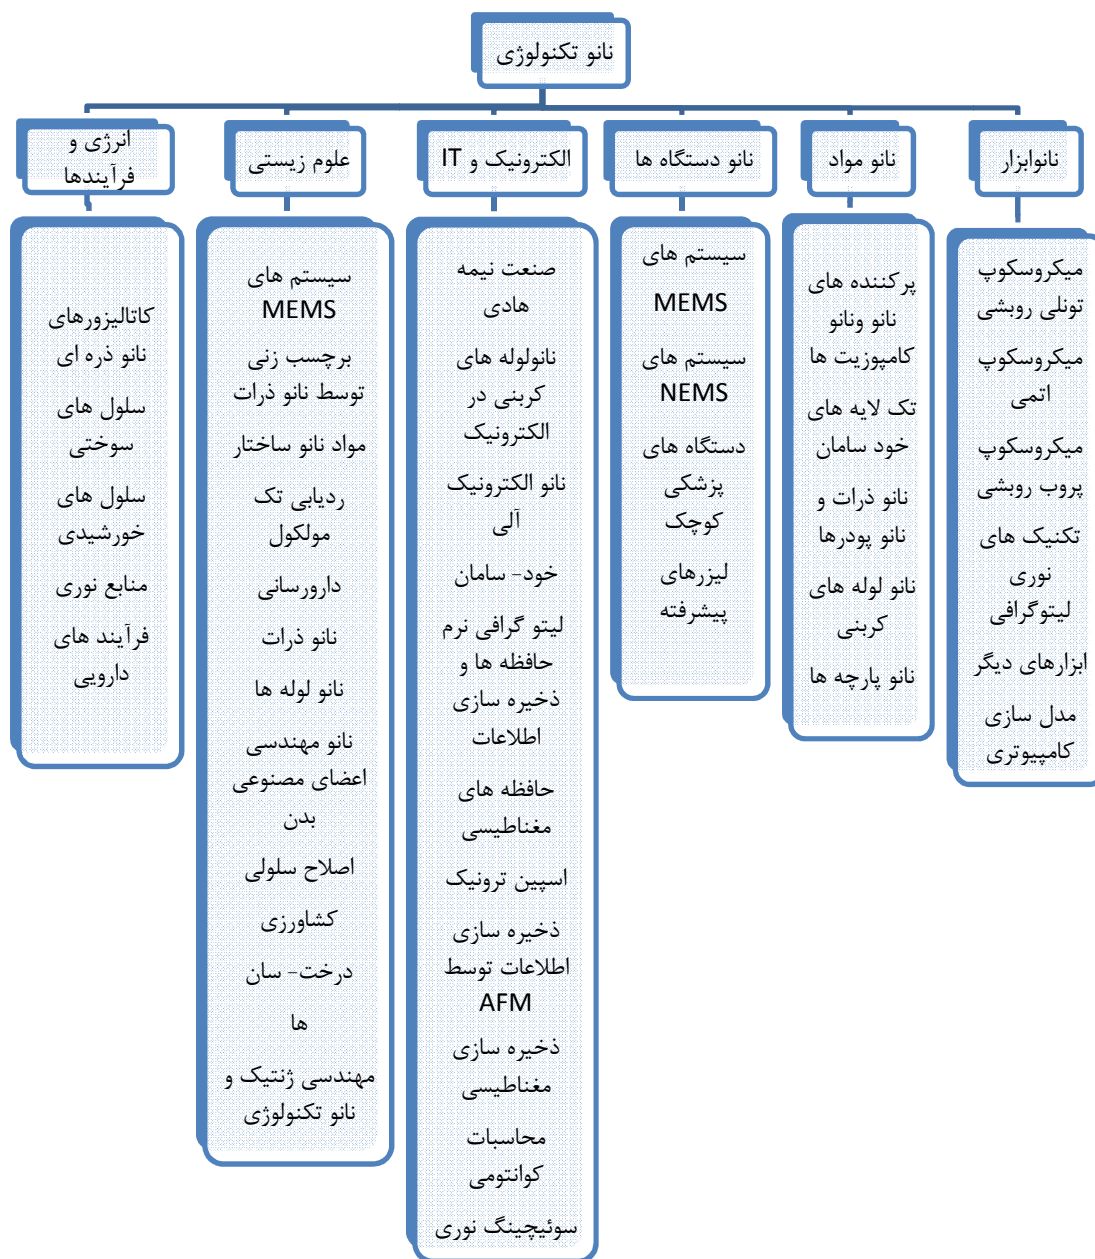 نانو تکنولوژی
نانوابزار
میکروسکوپ
تونلی روبشی
میکروسکوپ
اتمی
میکروسکوپ
پروب روبشی
تکنیک های
نوری
لیتوگرافی
ابزارهای دیگر
مدل سازی
کامپیوتری
نانو مواد
پرکننده های
نانو ونانو
کامپوزیت ها
تک لایه های
خود سامان
نانو ذرات و
نانو پودرها
نانو لوله های
کربنی
نانو پارچه ها
نانو دستگاه ها
سیستم های
MEMS
سیستم های
NEMS
دستگاه های
پزشکی
کوچک
لیزرهای
پیشرفته
الکترونیک و IT
صنعت نیمه
هادی
نانولوله های
کربنی در
الکترونیک
نانو الکترونیک
آلی
خود- سامان
لیتو گرافی نرم
حافظه ها و
ذخیره سازی
اطلاعات
حافظه های
مغناطیسی
اسپین ترونیک
ذخیره سازی
اطلاعات توسط
AFM
ذخیره سازی
مغناطیسی
محاسبات
کوانتومی
سوئیچینگ نوری
علوم زیستی
سیستم های
MEMS
برچسب زنی
توسط نانو ذرات
مواد نانو ساختار
ردیابی تک
مولکول
دارورسانی
نانو ذرات
نانو لوله ها
نانو مهندسی
اعضای مصنوعی
بدن
اصلاح سلولی
کشاورزی
درخت- سان
ها
مهندسی ژنتیک و
نانو تکنولوژی
انرژی و
فرآیندها
کاتالیزورهای
نانو ذره ای
سلول های
سوختی
سلول های
خورشیدی
منابع نوری
فرآیند های
دارویی